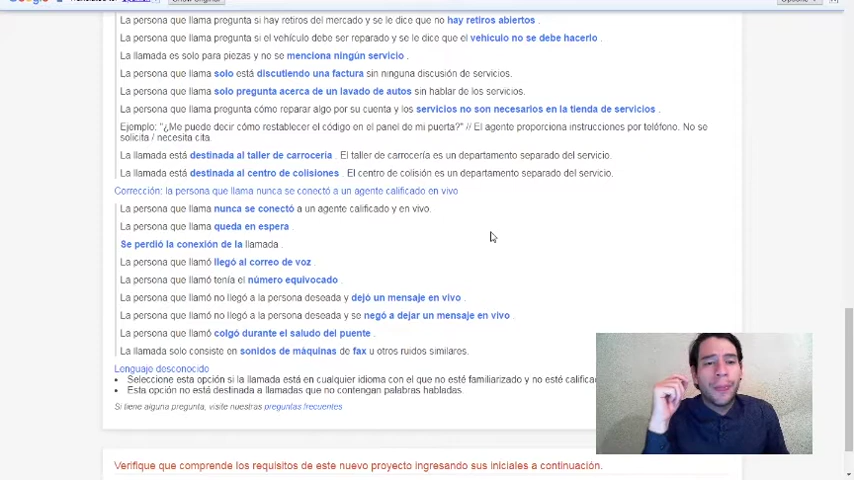 La persona que llama pregunta si hay retiros del mercado y se le dice que no hay retiros abiertos .
La persona que llama pregunta si el vehículo debe ser reparado y se le dice que el vehiculo no se debe hacerlo .
La llamada es solo para piezas y no se menciona ningún servicio .
La persona que llama solo está discutiendo una factura sin ninguna discusión de servicios.
La persona que llama solo pregunta acerca de un lavado de autos sin hablar de los servicios.
La persona que llama pregunta cómo reparar algo por su cuenta y los servicios no son necesarios en la tienda de servicios .
Ejemplo: "¿Me puede decir cómo restablecer el código en el panel de mi puerta?" // El agente proporciona instrucciones por teléfono. No se
solicita / necesita cita.
La llamada está destinada al taller de carrocería . El taller de carrocería es un departamento separado del servicio.
La llamada está destinada al centro de colisiones . El centro de colisión es un departamento separado del servicio.
Corrección: la persona que llama nunca se conectó a un agente calificado en vivo
La persona que llama nunca se conectó a un agente calificado y en vivo.
La persona que llama queda en espera .
Se perdió la conexión de la llamada .
La persona que llamó llegó al correo de voz .
La persona que llamó tenía el número equivocado .
La persona que llamó no llegó a la persona deseada y dejó un mensaje en vivo .
La persona que llamó no llegó a la persona deseada y se negó a dejar un mensaje en vivo .
La persona que llamó colgó durante el saludo del puente .
La llamada solo consiste en sonidos de máquinas de fax u otros ruidos similares.
Lenguaje desconocido
• Seleccione esta opción si la llamada está en cualquier idioma con el que no esté familiarizado y no esté
• Esta opción no está destinada a llamadas que no contengan palabras habladas.
Si tiene alguna pregunta, visite nuestras preguntas frecuentes.
Verifique que comprende los requisitos de este nuevo proyecto ingresando sus iniciales a continuación.